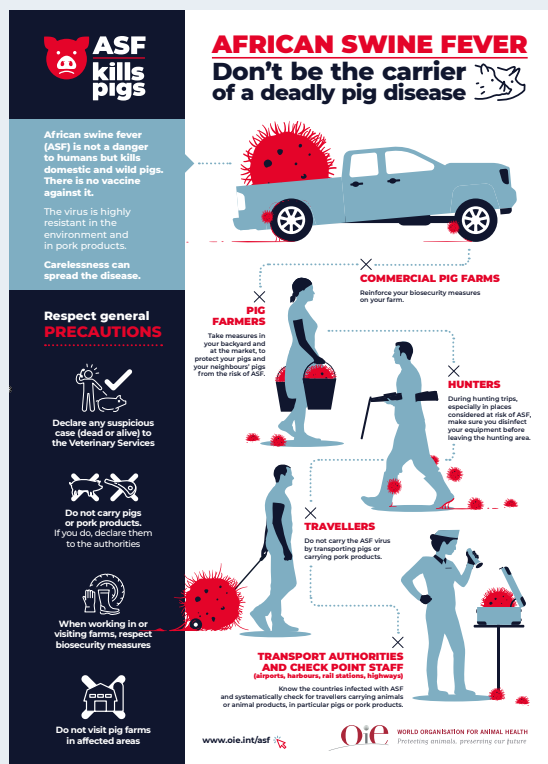 ASF
kills
pigs
AFRICAN SWINE FEVER
Don't be the carrier
of a deadly pig disease
African swine fever
(ASF) is not a danger
to humans but kills
domestic and wild pigs.
There is no vaccine
against it.
The virus is highly
resistant in the
environment and
in pork products.
Carelessness can
spread the disease.
Respect general
PRECAUTIONS
Declare any suspicious
case (dead or alive) to
the Veterinary Services
Do not carry pigs
or pork products.
If you do, declare them
to the authorities
When working in or
visiting farms, respect
biosecurity measures
Do not visit pig farms
in affected areas
COMMERCIAL PIG FARMS
Reinforce your biosecurity measures
on your farm.
PIG
FARMERS
Take measures in
your backyard and
at the market, to
protect your pigs and
your neighbours' pigs
from the risk of ASF.
HUNTERS
During hunting trips,
especially in places
considered at risk of ASF,
make sure you disinfect
your equipment before
leaving the hunting area.
TRAVELLERS
Do not carry the ASF virus
by transporting pigs or
carrying pork products.
TRANSPORT AUTHORITIES
AND CHECK POINT STAFF
(airports, harbours, rail stations, highways)
Know the countries infected with ASF
and systematically check for travellers carrying animals
or animal products, in particular pigs or pork products.
www.oie.int/asf
oie
WORLD ORGANISATION FOR ANIMAL HEALTH
Protecting animals, preserving our future